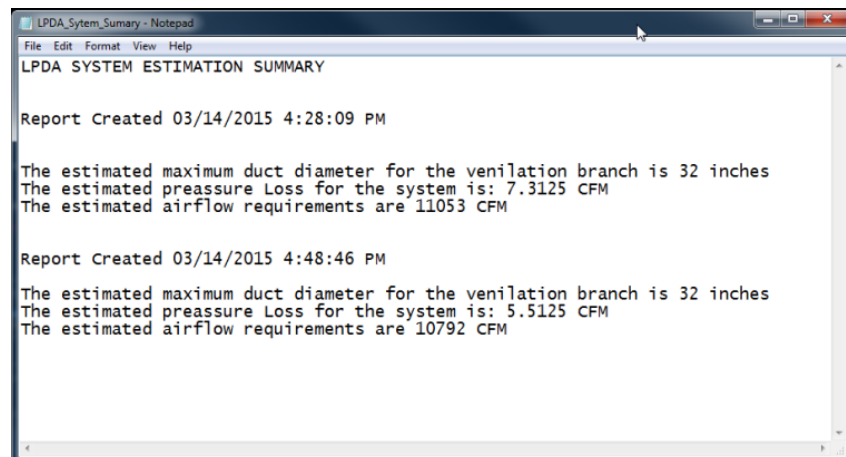 LPDA_Sytem_Sumary - Notepad
File Edit Format View Help
LPDA SYSTEM ESTIMATION SUMMARY
Report Created 03/14/2015 4:28:09 PM
The estimated maximum duct diameter for the venilation branch is 32 inches
The estimated preassure Loss for the system is: 7.3125 CFM
The estimated airflow requirements are 11053 CFM
Report Created 03/14/2015 4:48:46 PM
The estimated maximum duct diameter for the venilation branch is 32 inches
The estimated preassure Loss for the system is: 5.5125 CFM
The estimated airflow requirements are 10792 CFM